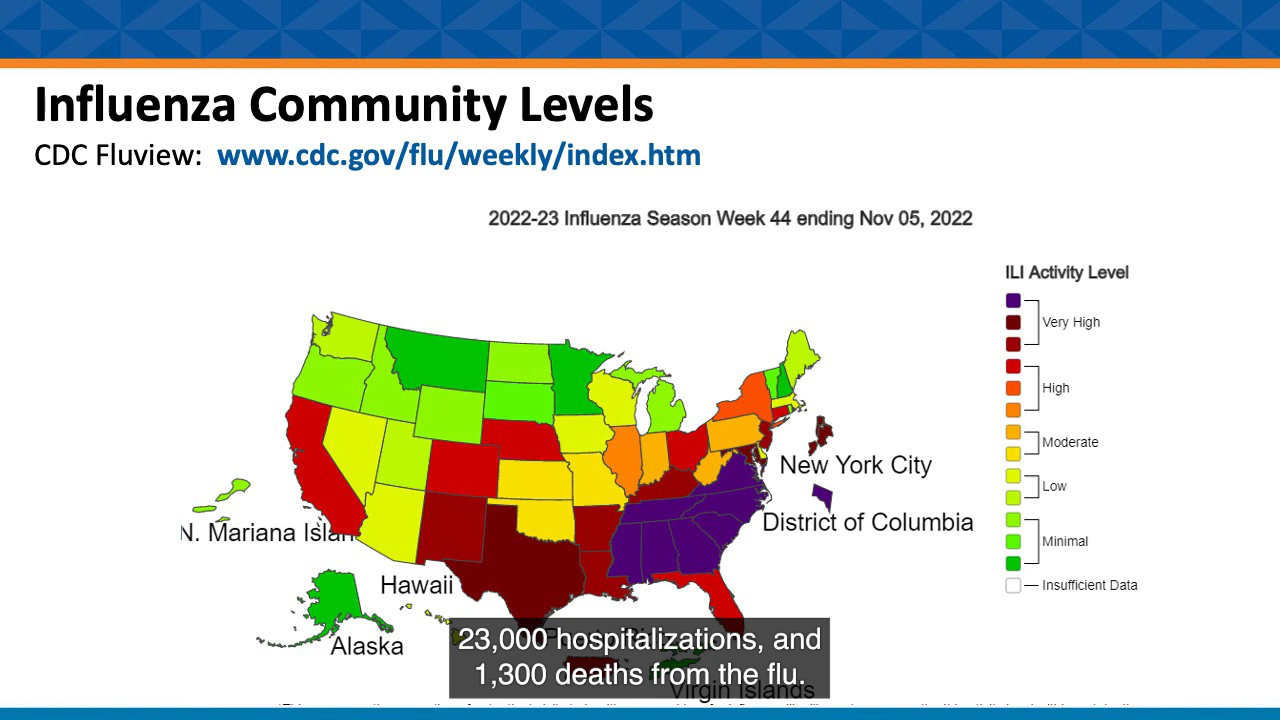 Influenza Community Levels
CDC Fluview: www.cdc.gov/flu/weekly/index.htm
2022-23 Influenza Season Week 44 ending Nov 05, 2022
ILI Activity Level
Very High
High
Moderate
Low
Minimal
Insufficient Data
New York City
District of Columbia
N. Mariana Islan
Hawaii
Alaska
23,000 hospitalizations, and
1,300 deaths from the flu.
Virgin Islands